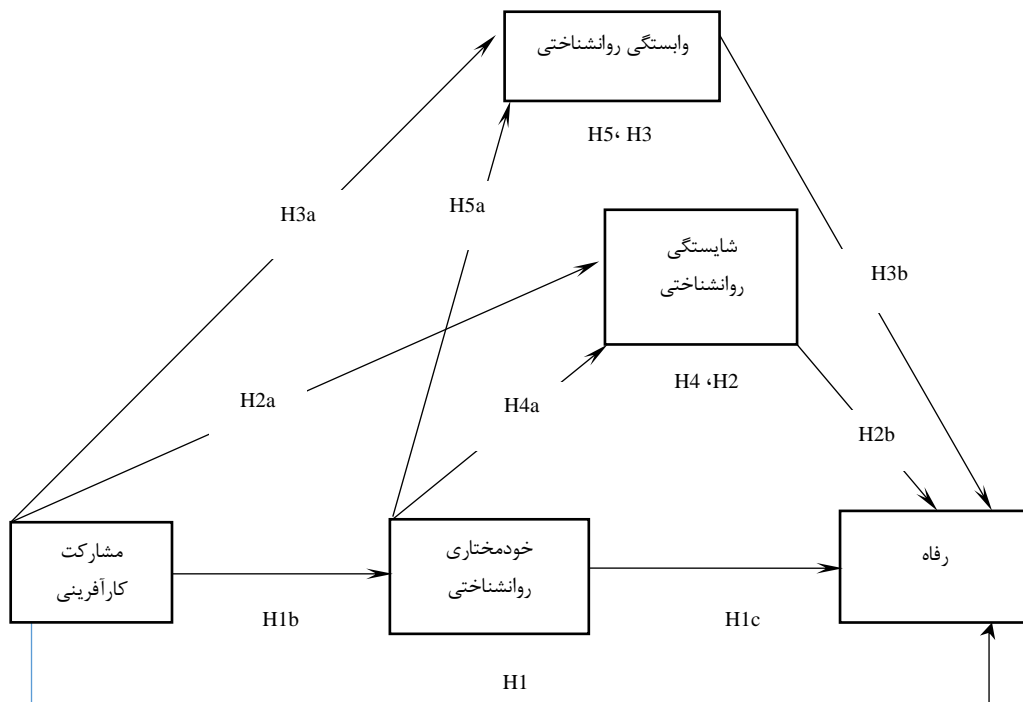 وابستگی روانشناختی
H5، H3
H3a
H5a
شایستگی
روانشناختی
H3b
H4 ،H2
H2a
H4a
H2b
مشارکت
کارآفرینی
خودمختاری
روانشناختی
رفاه
H1b
H1c
H1